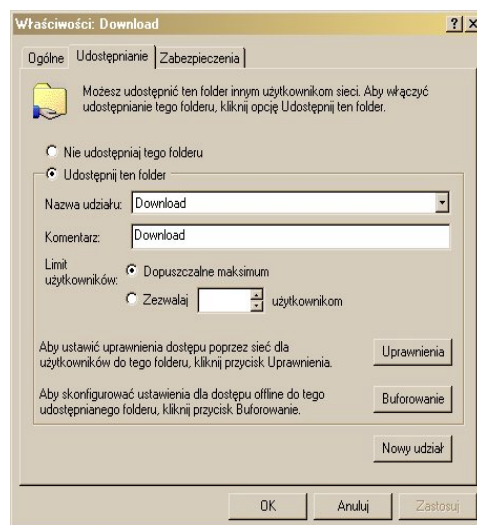 Właściwości: Download
Ogólne Udostępnianie Zabezpieczenia
Możesz udostępnić ten folder innym użytkownikom sieci. Aby włączyć
udostępnianie tego folderu, kliknij opcję Udostępnij ten folder.
Nie udostępniaj tego folderu
Udostępnij ten folder
Nazwa udziału: Download
Komentarz: Download
Limit
użytkowników:
Dopuszczalne maksimum
Zezwalaj użytkownikom
Aby ustawić uprawnienia dostępu poprzez sieć dla
użytkowników do tego folderu, kliknij przycisk Uprawnienia.
Uprawnienia
Aby skonfigurować ustawienia dla dostępu offline do tego
udostępnianego folderu, kliknij przycisk Buforowanie.
Buforowanie
Nowy udział
OK Anuluj Zastosuj